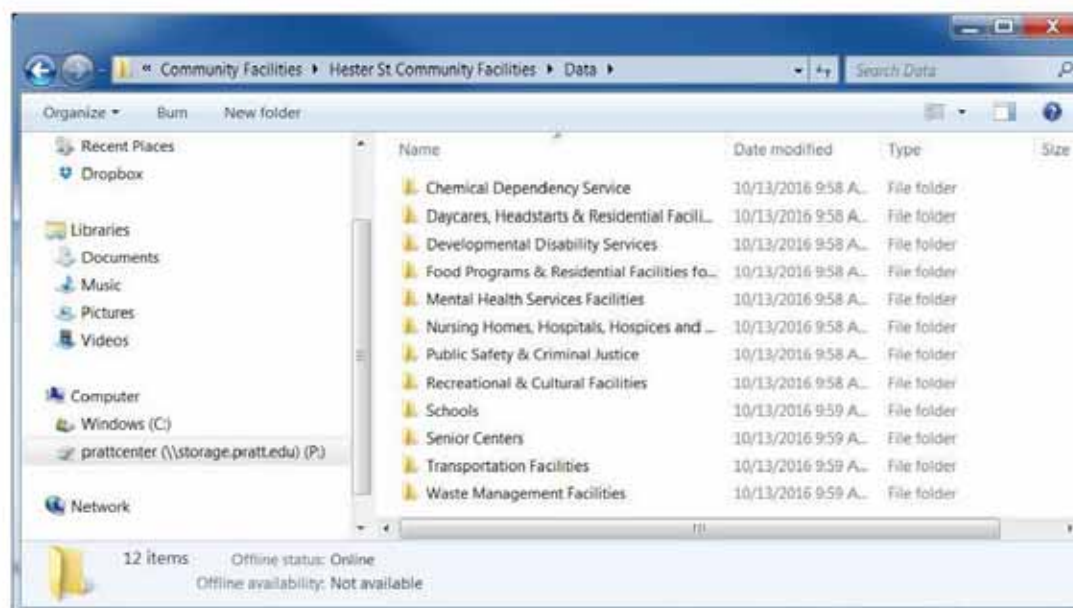 « Community Facilities ▸ Hester St Community Facilities ▸ Data ▸ Search Data
Organize Burn New folder
Recent Places
Dropbox
Libraries
Documents
Music
Pictures
Videos
Computer
Windows (C:)
prattcenter (\\storage.pratt.edu) (P:)
Network
Name Date modified Type Size
Chemical Dependency Service 10/13/2016 9:58 A... File folder
Daycares, Headstarts & Residential Facili... 10/13/2016 9:58 A... File folder
Developmental Disability Services 10/13/2016 9:58 A... File folder
Food Programs & Residential Facilities fo... 10/13/2016 9:58 A... File folder
Mental Health Services Facilities 10/13/2016 9:58 A... File folder
Nursing Homes, Hospitals, Hospices and ... 10/13/2016 9:58 A... File folder
Public Safety & Criminal Justice 10/13/2016 9:58 A... File folder
Recreational & Cultural Facilities 10/13/2016 9:58 A... File folder
Schools 10/13/2016 9:59 A... File folder
Senior Centers 10/13/2016 9:59 A... File folder
Transportation Facilities 10/13/2016 9:59 A... File folder
Waste Management Facilities 10/13/2016 9:59 A... File folder
12 items Offline status: Online
Offline availability: Not available